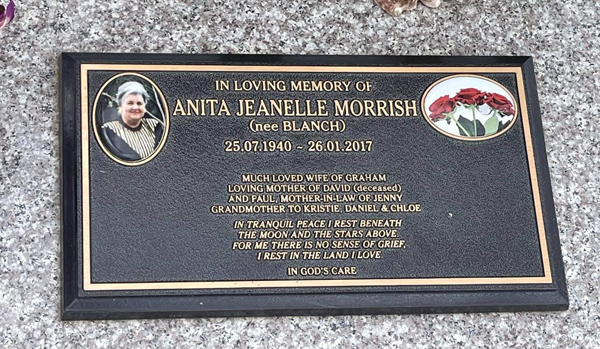 IN LOVING MEMORY OF
ANITA JEANELLE MORRISH
(nee BLANCH)
25.07.1940 ~ 26.01.2017
MUCH LOVED WIFE OF GRAHAM
LOVING MOTHER OF DAVID (deceased)
AND PAUL, MOTHER-IN-LAW OF JENNY
GRANDMOTHER TO KRISTIE, DANIEL & CHLOE
IN TRANQUIL PEACE I REST BENEATH
THE MOON AND THE STARS ABOVE.
FOR ME THERE IS NO SENSE OF GRIEF,
I REST IN THE LAND I LOVE
IN GOD'S CARE